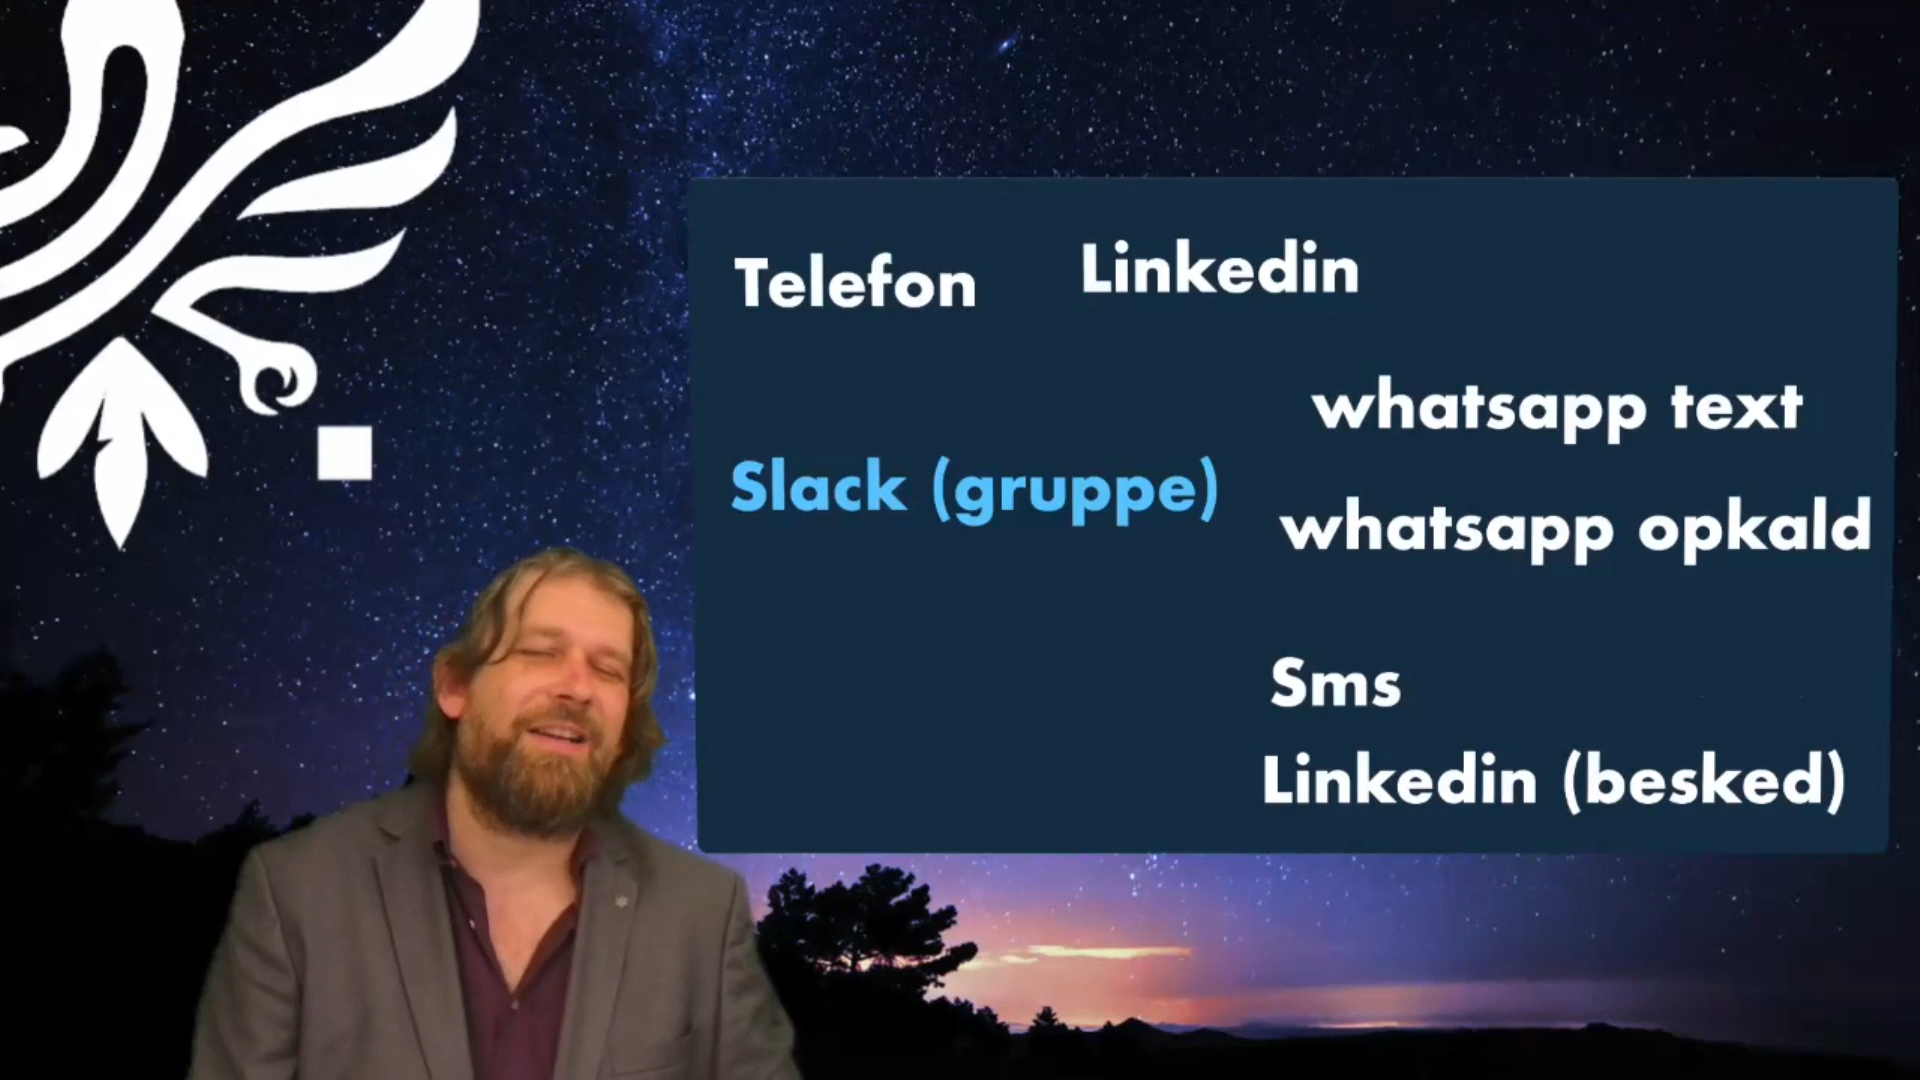 Telefon
Linkedin
whatsapp text
Slack (gruppe)
whatsapp opkald
Sms
Linkedin (besked)